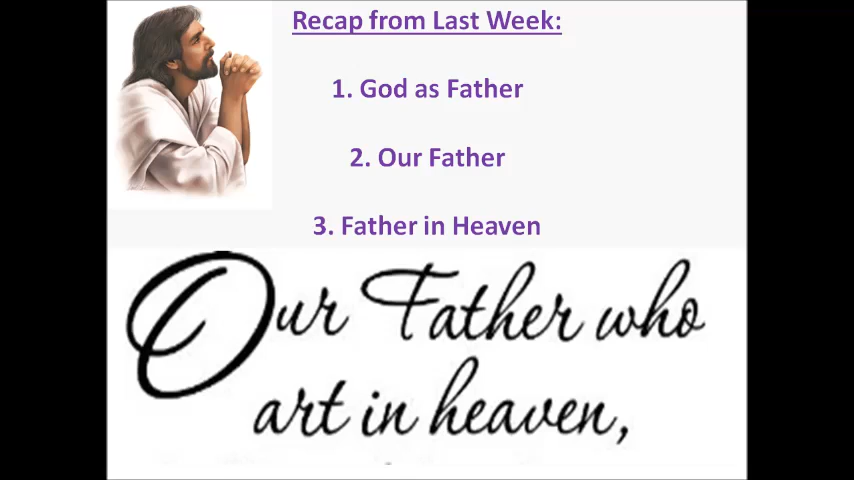 Recap from Last Week:
1. God as Father
2. Our Father
3. Father in Heaven
Our Father who
art in heaven,